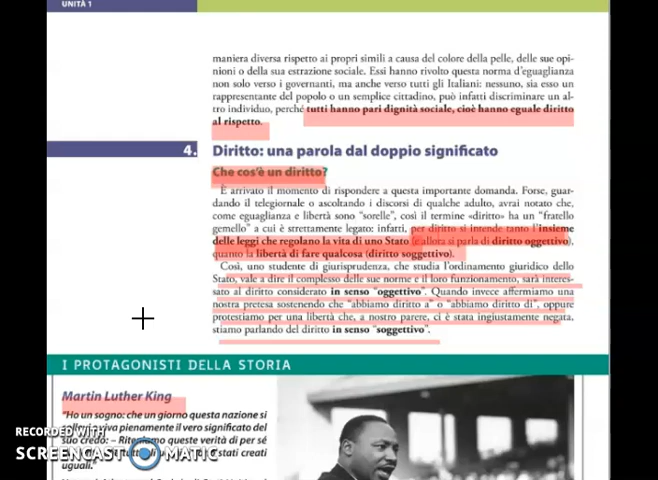 UNITÀ 1
maniera diversa rispetto ai propri simili a causa del colore della pelle, delle sue opi-
nioni o della sua estrazione sociale. Essi hanno rivolto questa norma d'eguaglianza
non solo verso i governanti, ma anche verso tutti gli Italiani: nessuno, sia esso un
rappresentante del popolo o un semplice cittadino, può infatti discriminare un al-
tro individuo, perché tutti hanno pari dignità sociale, cioè hanno eguale diritto
al rispetto.
4. Diritto: una parola dal doppio significato
Che cos'è un diritto?
È arrivato il momento di rispondere a questa importante domanda. Forse, guar-
dando il telegiornale o ascoltando i discorsi di qualche adulto, avrai notato che,
come eguaglianza e libertà sono "sorelle", così il termine «diritto» ha un "fratello
gemello" a cui è strettamente legato: infatti, per diritto si intende tanto l'insieme
delle leggi che regolano la vita di uno Stato (e allora si parla di diritto oggettivo),
quanto la libertà di fare qualcosa (diritto soggettivo).
Così, uno studente di giurisprudenza, che studia l'ordinamento giuridico dello
Stato, vale a dire il complesso delle sue norme e il loro funzionamento, sarà interes-
sato al diritto considerato in senso "oggettivo". Quando invece affermiamo una
nostra pretesa sostenendo che "abbiamo diritto a" o "abbiamo diritto di", oppure
protestiamo per una libertà che, a nostro parere, ci è stata ingiustamente negata,
stiamo parlando del diritto in senso "soggettivo".
I PROTAGONISTI DELLA STORIA
Martin Luther King
"Ho un sogno: che un giorno questa nazione si
viva pienamente il vero significato del
suo credo: – Riteniamo queste verità di per sé
stati creati
uguali."
RECORDED WITH
SCREENCAST MATIC